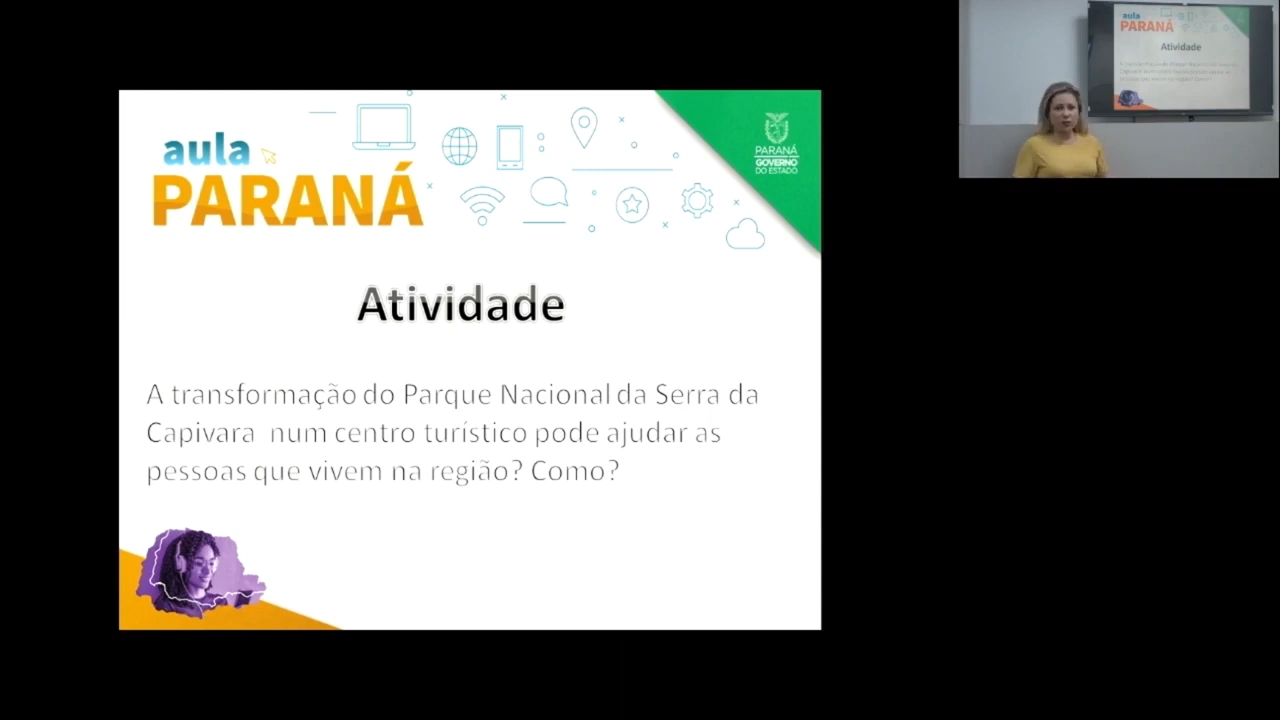 aula
PARANÁ
PARANÁ
GOVERNO
DO ESTADO
Atividade
A transformação do Parque Nacional da Serra da
Capivara num centro turístico pode ajudar as
pessoas que vivem na região? Como?
aula
PARANÁ
Atividade